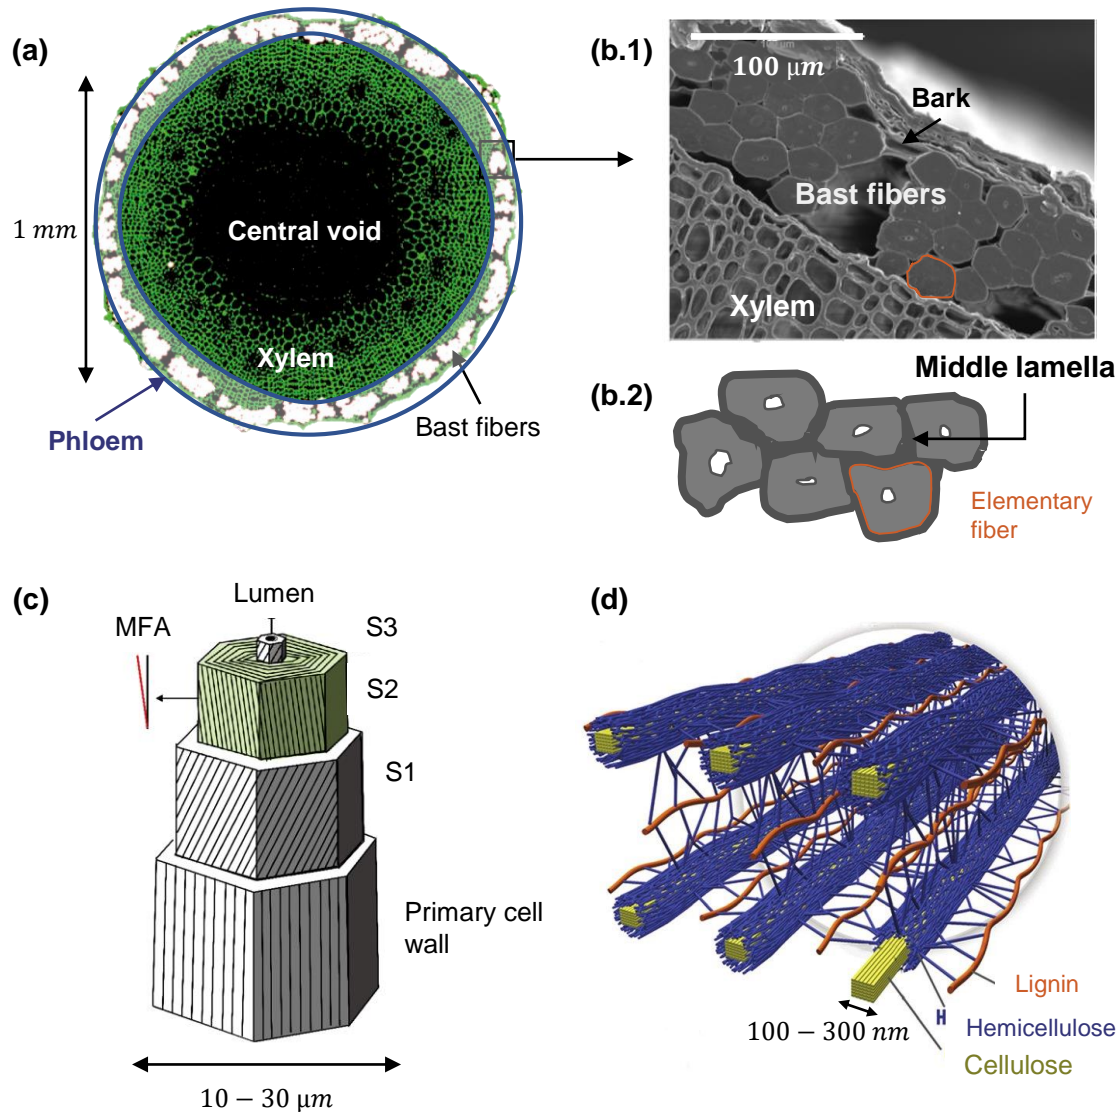 (a)
1 mm
Central void
Xylem
Phloem
Bast fibers
(b.1)
100 μm
Bark
Bast fibers
Xylem
(b.2)
Middle lamella
Elementary
fiber
(c)
Lumen
MFA
S3
S2
S1
Primary cell
wall
10 – 30 μm
(d)
Lignin
H
Hemicellulose
Cellulose
100 – 300 nm